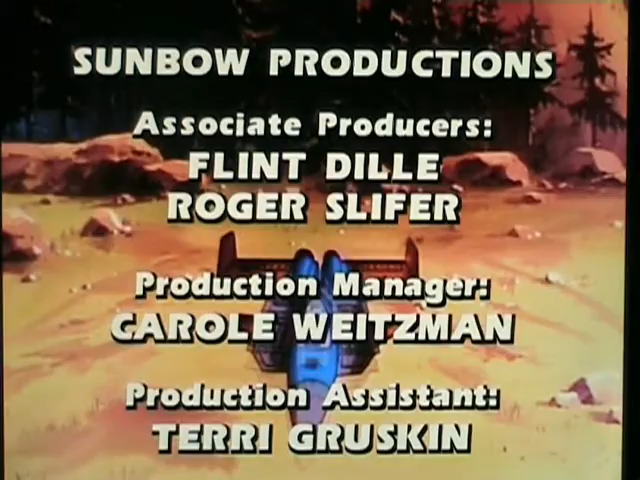 SUNBOW PRODUCTIONS
Associate Producers:
FLINT DILLE
ROGER SLIFER
Production Manager:
CAROLE WEITZMAN
Production Assistant:
TERRI GRUSKIN